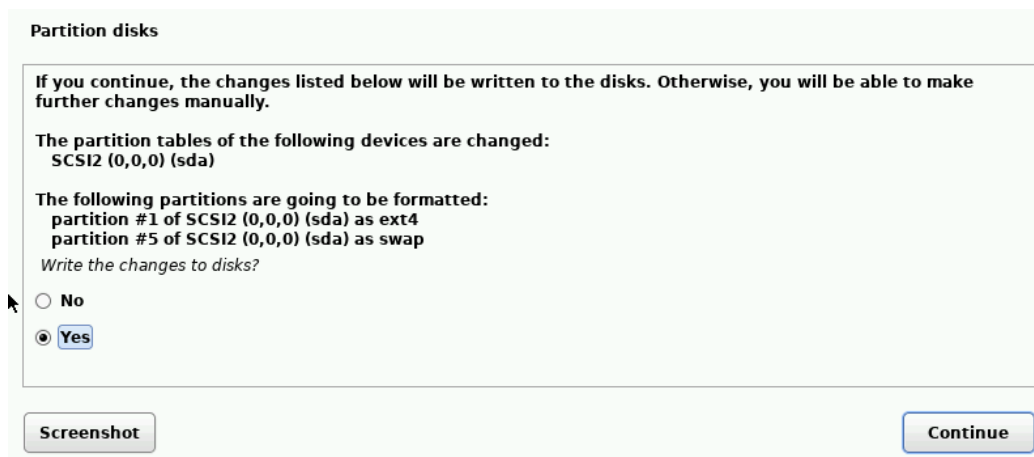 Partition disks
If you continue, the changes listed below will be written to the disks. Otherwise, you will be able to make
further changes manually.
The partition tables of the following devices are changed:
SCSI2 (0,0,0) (sda)
The following partitions are going to be formatted:
partition #1 of SCSI2 (0,0,0) (sda) as ext4
partition #5 of SCSI2 (0,0,0) (sda) as swap
Write the changes to disks?
No
Yes
Screenshot
Continue